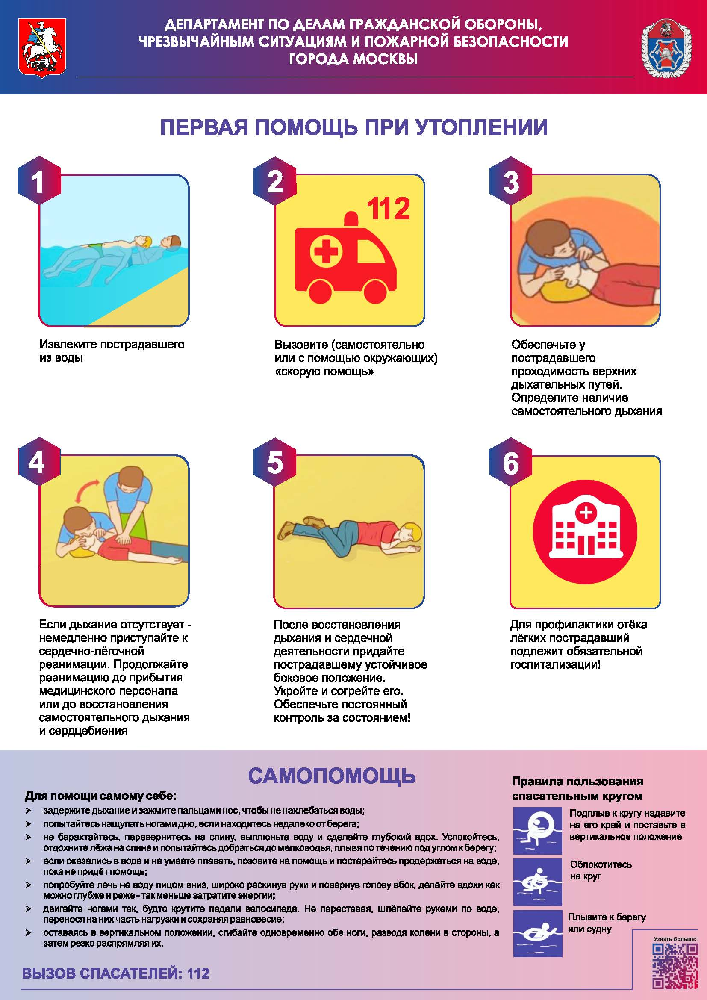 ДЕПАРТАМЕНТ ПО ДЕЛАМ ГРАЖДАНСКОЙ ОБОРОНЫ,
ЧРЕЗВЫЧАЙНЫМ СИТУАЦИЯМ И ПОЖАРНОЙ БЕЗОПАСНОСТИ
ГОРОДА МОСКВЫ
ПЕРВАЯ ПОМОЩЬ ПРИ УТОПЛЕНИИ
1
Извлеките пострадавшего
из воды
2
112
Вызовите (самостоятельно
или с помощью окружающих)
«скорую помощь»
3
Обеспечьте у
пострадавшего
проходимость верхних
дыхательных путей.
Определите наличие
самостоятельного дыхания
4
Если дыхание отсутствует -
немедленно приступайте к
сердечно-лёгочной
реанимации. Продолжайте
реанимацию до прибытия
медицинского персонала
или до восстановления
самостоятельного дыхания
и сердцебиения
5
После восстановления
дыхания и сердечной
деятельности придайте
пострадавшему устойчивое
боковое положение.
Укройте и согрейте его.
Обеспечьте постоянный
контроль за состоянием!
6
Для профилактики отёка
лёгких пострадавший
подлежит обязательной
госпитализации!
САМОПОМОЩЬ
Для помощи самому себе:
➢ задержите дыхание и зажмите пальцами нос, чтобы не нахлебаться воды;
➢ попытайтесь нащупать ногами дно, если находитесь недалеко от берега;
➢ не барахтайтесь, перевернитесь на спину, выплюньте воду и сделайте глубокий вдох. Успокойтесь,
отдохните лёжа на спине и попытайтесь добраться до мелководья, плывя по течению под углом к берегу;
➢ если оказались в воде и не умеете плавать, позовите на помощь и постарайтесь продержаться на воде,
пока не придёт помощь;
➢ попробуйте лечь на воду лицом вниз, широко раскинув руки и повернув голову вбок, делайте вдохи как
можно глубже и реже - так меньше затратите энергии;
➢ двигайте ногами так, будто крутите педали велосипеда. Не переставая, шлёпайте руками по воде,
перенося на них часть нагрузки и сохраняя равновесие;
➢ оставаясь в вертикальном положении, сгибайте одновременно обе ноги, разводя колени в стороны, а
затем резко распрямляя их.
Правила пользования
спасательным кругом
Подплыв к кругу надавите
на его край и поставьте в
вертикальное положение
Облокотитесь
на круг
Плывите к берегу
или судну
Узнать больше:
ВЫЗОВ СПАСАТЕЛЕЙ: 112